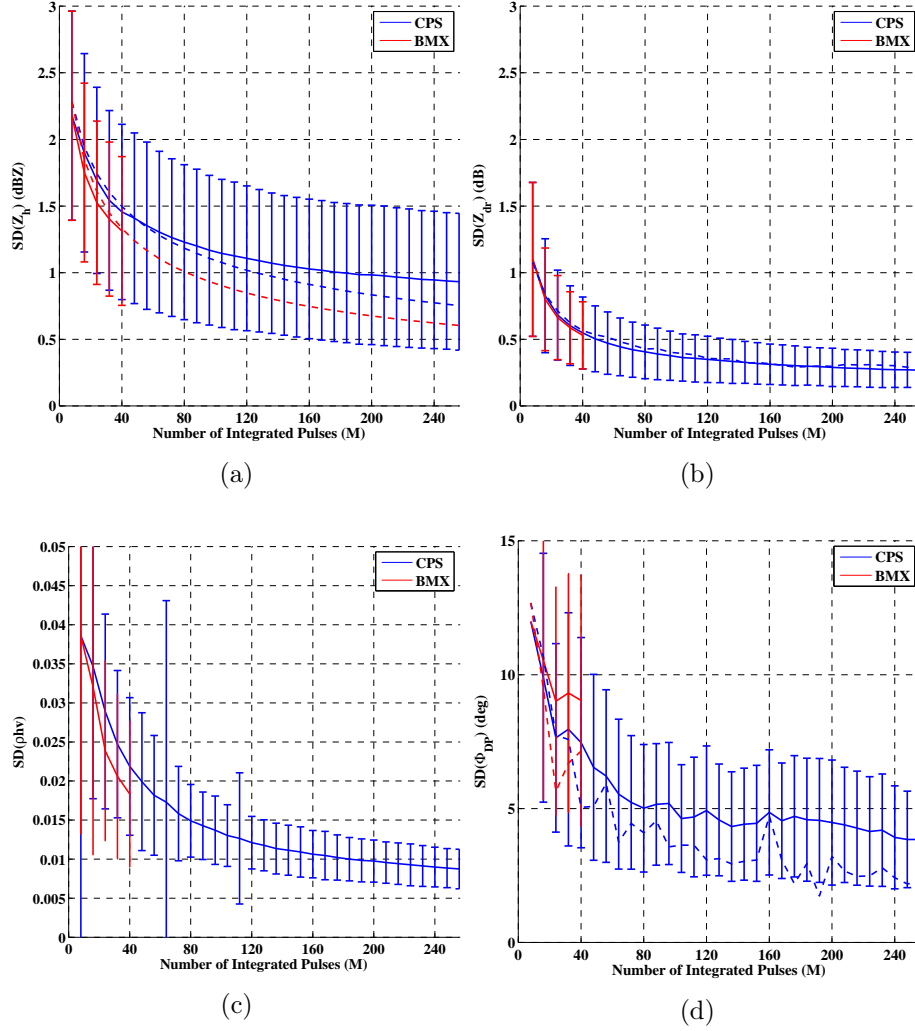 3
2.5
2
1.5
1
0.5
0
SD(Z_h) (dBZ)
0 40 80 120 160 200 240
Number of Integrated Pulses (M)
CPS
BMX
(a)
3
2.5
2
1.5
1
0.5
0
SD(Z_dr) (dB)
0 40 80 120 160 200 240
Number of Integrated Pulses (M)
CPS
BMX
(b)
0.05
0.045
0.04
0.035
0.03
0.025
0.02
0.015
0.01
0.005
0
SD(ρhv)
0 40 80 120 160 200 240
Number of Integrated Pulses (M)
CPS
BMX
(c)
15
10
5
0
SD(Φ_DP) (deg)
0 40 80 120 160 200 240
Number of Integrated Pulses (M)
CPS
BMX
(d)